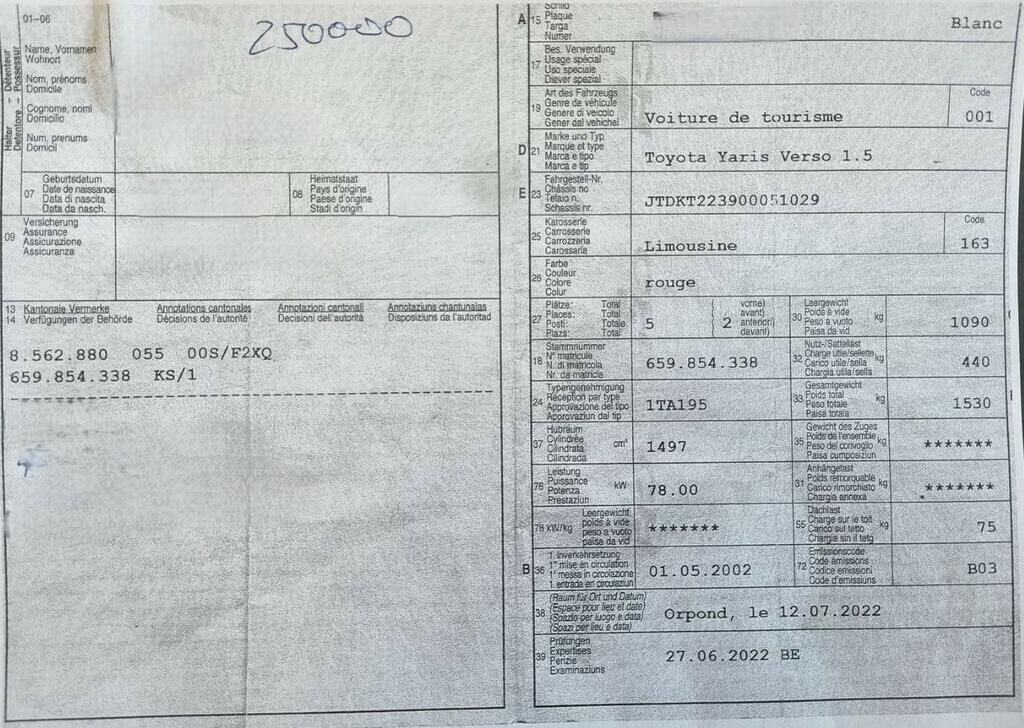 01-06
250000
Halter - Détenteur
Detentore - Possessur
Name, Vornamen
Wohnort
Nom, prénoms
Domicile
Cognome, nomi
Domicilio
Num, prenums
Domicil
07
Geburtsdatum
Date de naissance
Data di nascita
Data da nasch.
08
Heimatstaat
Pays d'origine
Paese d'origine
Stadi d'origin
09
Versicherung
Assurance
Assicurazione
Assicuranza
13 Kantonale Vermerke Annotations cantonales Annotazioni cantonali Annotaziuns chantunalas
14 Verfügungen der Behörde Décisions de l'autorité Decisioni dell'autorità Disposiziuns da l'autoritad
8.562.880 055 00S/F2XQ
659.854.338 KS/1
A 15
Schild
Plaque
Targa
Numer
Blanc
17
Bes. Verwendung
Usage spécial
Uso speciale
Diever spezial
19
Art des Fahrzeugs
Genre de véhicule
Genere di veicolo
Gener dal vehichel
Voiture de tourisme
Code
001
D 21
Marke und Typ
Marque et type
Marca e tipo
Marca e tip
Toyota Yaris Verso 1.5
E 23
Fahrgestell-Nr.
Châssis no
Telaio n.
Schassis nr.
JTDKT223900051029
25
Karosserie
Carrosserie
Carrozzeria
Carossaria
Limousine
Code
163
26
Farbe
Couleur
Colore
Colur
rouge
27
Plätze: Total
Places: Total
Posti: Totale
Plazs: Total
5
2
vorne)
avant)
anteriori)
davant)
30
Leergewicht
Poids à vide
Peso a vuoto
Paisa da vid
kg
1090
18
Stammnummer
N° matricule
N. di matricola
Nr. da matricla
659.854.338
32
Nutz-/Sattellast
Charge utile/sellette
Carico utile/sella
Chargia utila/sella
kg
440
24
Typengenehmigung
Réception par type
Approvazione del tipo
Approvaziun dal tip
1TA195
33
Gesamtgewicht
Poids total
Peso totale
Paisa totala
kg
1530
37
Hubraum
Cylindrée
Cilindrata
Cilindrada
cm³
1497
35
Gewicht des Zuges
Poids de l'ensemble
Peso del convoglio
Paisa cumposiziun
kg
*******
76
Leistung
Puissance
Potenza
Prestaziun
kW
78.00
31
Anhängelast
Poids remorquable
Carico rimorchiato
Chargia annexa
kg
*******
78 kW/kg
Leergewicht
poids à vide
peso a vuoto
paisa da vid
*******
55
Dachlast
Charge sur le toit
Carico sul tetto
Chargia sin il tetg
kg
75
B 36
1. Inverkehrsetzung
1re mise en circulation
1a messa in circolazione
1. entrada en circulaziun
01.05.2002
72
Emissionscode
Code émissions
Codice emissioni
Code d'emissiuns
B03
38
(Raum für Ort und Datum)
(Espace pour lieu et date)
(Spazio per luogo e data)
(Spazi per lieu e data)
Orpond, le 12.07.2022
39
Prüfungen
Expertises
Perizie
Examinaziuns
27.06.2022 BE